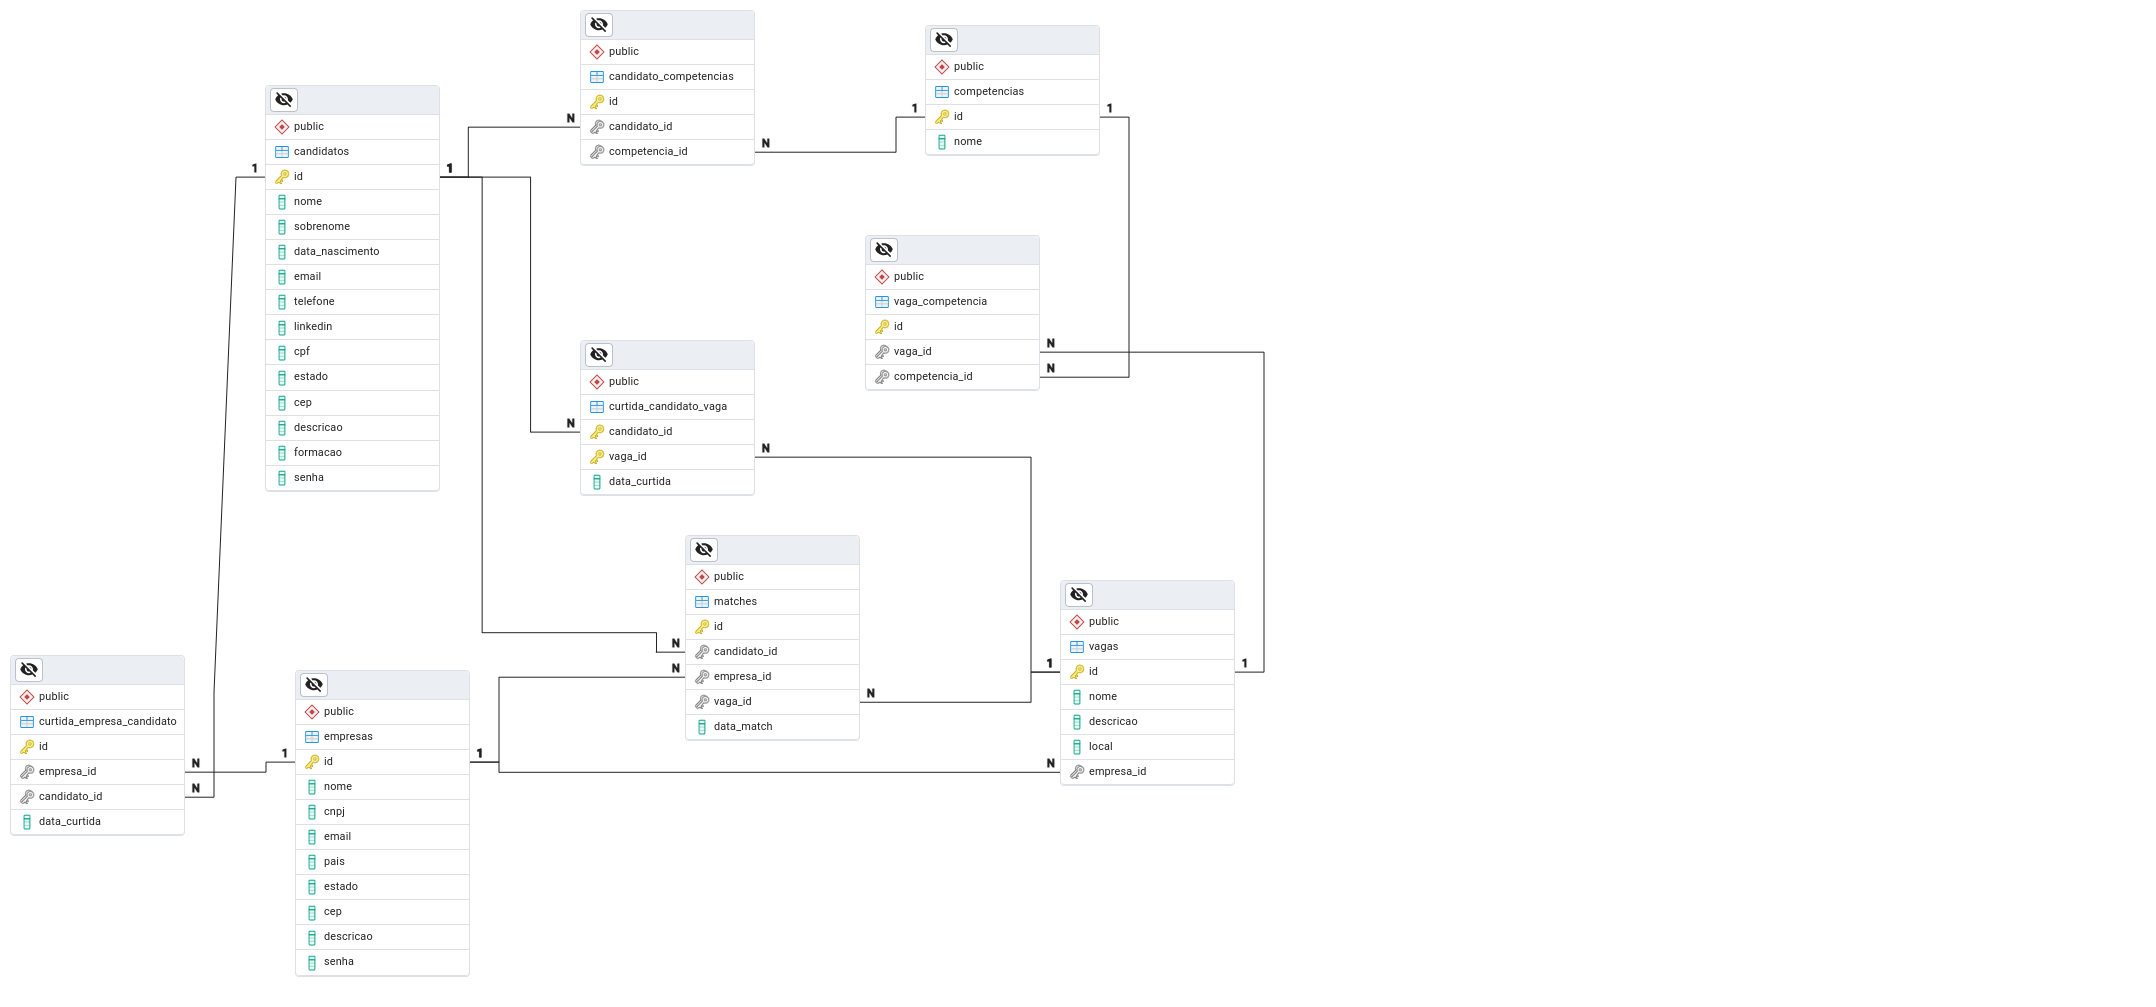 public
candidato_competencias
id
candidato_id
competencia_id
N
N
public
competencias
id
nome
1
1
public
candidatos
id
nome
sobrenome
data_nascimento
email
telefone
linkedin
cpf
estado
cep
descricao
formacao
senha
1
1
public
vaga_competencia
id
vaga_id
competencia_id
N
N
public
curtida_candidato_vaga
candidato_id
vaga_id
data_curtida
N
N
public
matches
id
candidato_id
empresa_id
vaga_id
data_match
N
N
N
public
vagas
id
nome
descricao
local
empresa_id
1
1
N
public
curtida_empresa_candidato
id
empresa_id
candidato_id
data_curtida
N
N
public
empresas
id
nome
cnpj
email
pais
estado
cep
descricao
senha
1
1